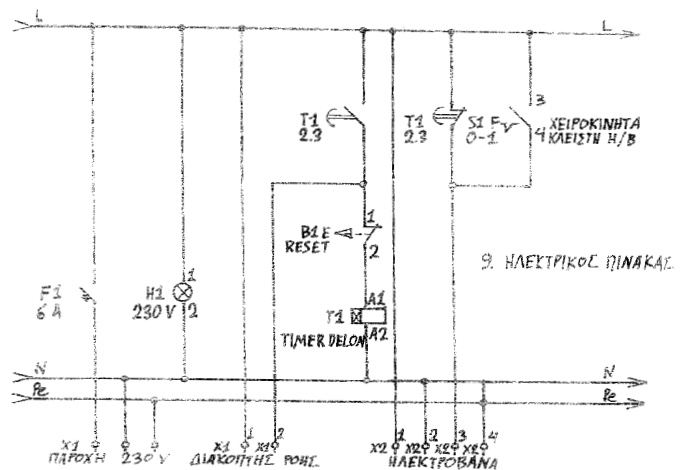 L L
3
T1 T1 S1 F ΧΕΙΡΟΚΙΝΗΤΑ
2.3 2.3 0-1 4 ΚΛΕΙΣΤΗ Η/Β
1
B1 E
RESET
2
9. ΗΛΕΚΤΡΙΚΟΣ ΠΙΝΑΚΑΣ
F1 H1 1
6 A 230 V 2
A1
T1
A2
TIMER DELON
N N
Pe Pe
1 2 1 2 3 4
X1 X1 X1 X2 X2 X2 X2
ΠΑΡΟΧΗ 230 V ΔΙΑΚΟΠΤΗΣ ΡΟΗΣ ΗΛΕΚΤΡΟΒΑΝΑ